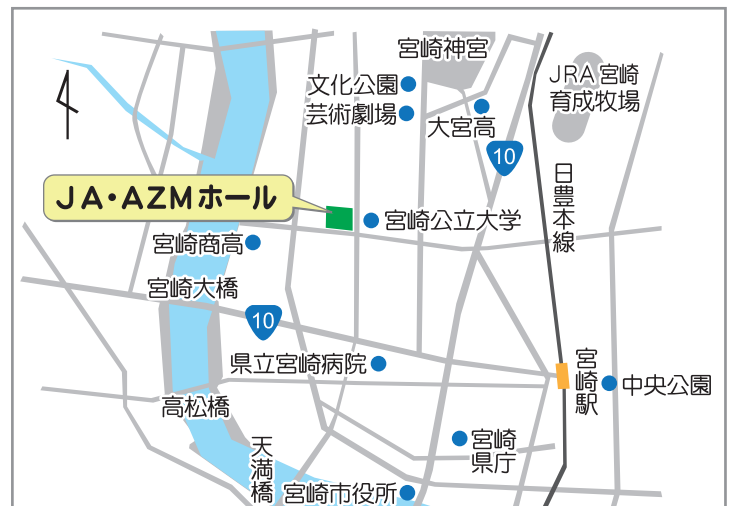 宮崎神宮
文化公園
芸術劇場
大宮高
JRA宮崎
育成牧場
10
日豊本線
JA・AZMホール
宮崎公立大学
宮崎商高
宮崎大橋
10
県立宮崎病院
宮崎駅
中央公園
高松橋
天満橋
宮崎
県庁
宮崎市役所